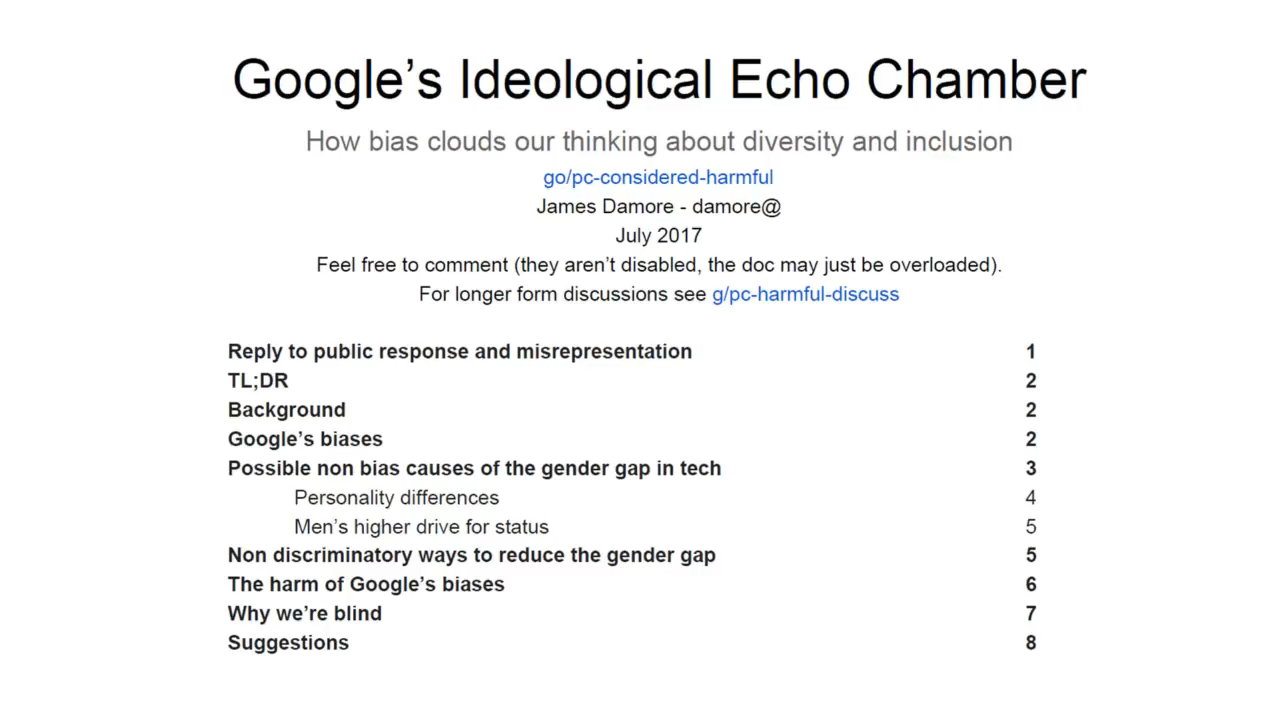 Google’s Ideological Echo Chamber
How bias clouds our thinking about diversity and inclusion
go/pc-considered-harmful
James Damore - damore@
July 2017
Feel free to comment (they aren’t disabled, the doc may just be overloaded).
For longer form discussions see g/pc-harmful-discuss
Reply to public response and misrepresentation 1
TL;DR 2
Background 2
Google’s biases 2
Possible non bias causes of the gender gap in tech 3
Personality differences 4
Men’s higher drive for status 5
Non discriminatory ways to reduce the gender gap 5
The harm of Google’s biases 6
Why we’re blind 7
Suggestions 8